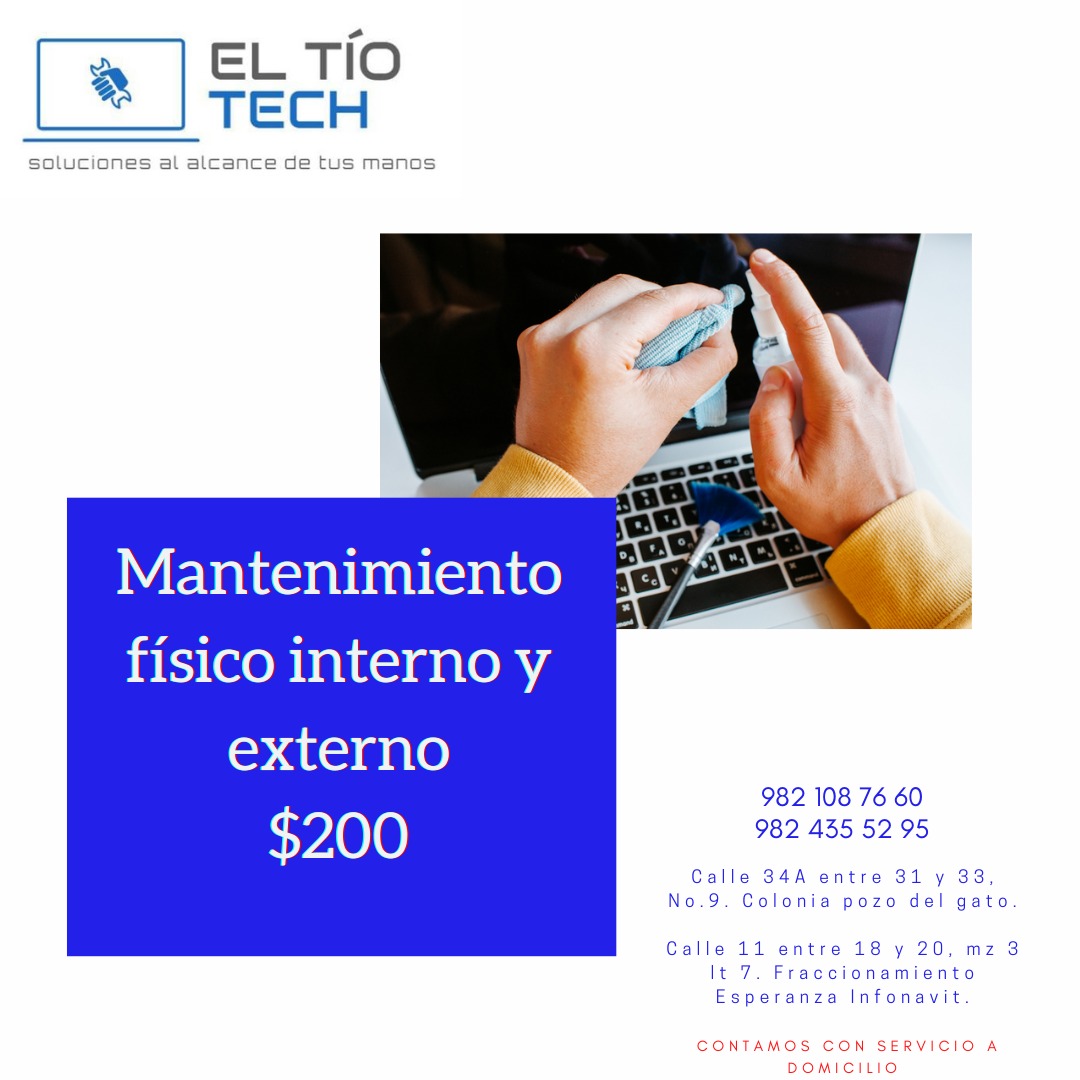 EL TÍO
TECH
soluciones al alcance de tus manos
Mantenimiento
físico interno y
externo
$200
982 108 76 60
982 435 52 95
Calle 34A entre 31 y 33,
No.9. Colonia pozo del gato.
Calle 11 entre 18 y 20, mz 3
lt 7. Fraccionamiento
Esperanza Infonavit.
CONTAMOS CON SERVICIO A
DOMICILIO